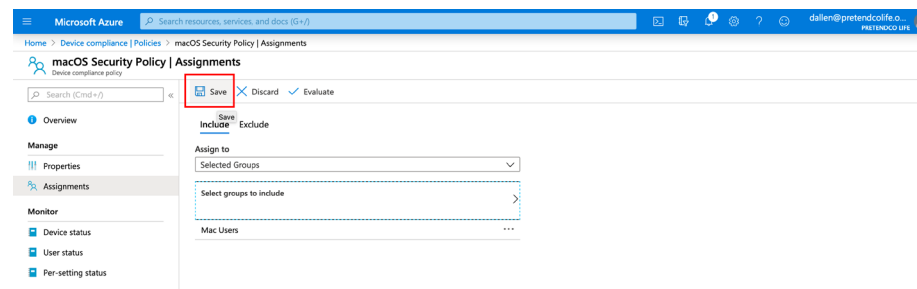 Microsoft Azure
Search resources, services, and docs (G+/)
1
dallen@pretendcolife.o...
PRETENDCO LIFE
Home > Device compliance | Policies > macOS Security Policy | Assignments
macOS Security Policy | Assignments
Device compliance policy
Search (Cmd+/)
«
Save
Discard
Evaluate
Save
Overview
Include
Exclude
Manage
Assign to
Properties
Selected Groups
Assignments
Select groups to include
Monitor
Mac Users
Device status
User status
Per-setting status